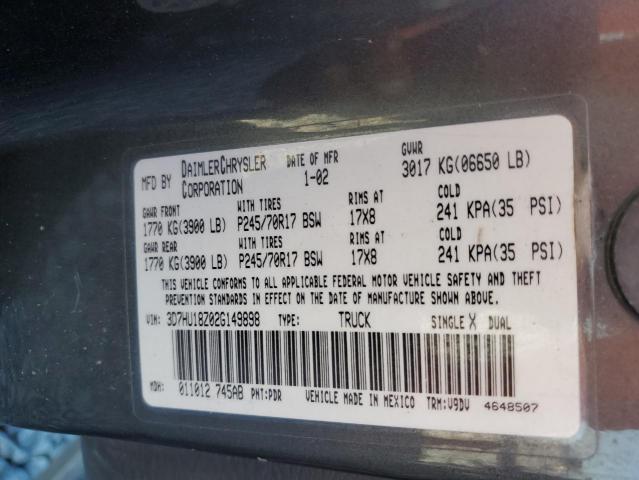 MFD BY DAIMLERCHRYSLER CORPORATION DATE OF MFR 1-02 GVWR 3017 KG(06650 LB)
GAWR FRONT WITH TIRES RIMS AT COLD
1770 KG(3900 LB) P245/70R17 BSW 17X8 241 KPA(35 PSI)
GAWR REAR WITH TIRES RIMS AT COLD
1770 KG(3900 LB) P245/70R17 BSW 17X8 241 KPA(35 PSI)
THIS VEHICLE CONFORMS TO ALL APPLICABLE FEDERAL MOTOR VEHICLE SAFETY AND THEFT
PREVENTION STANDARDS IN EFFECT ON THE DATE OF MANUFACTURE SHOWN ABOVE.
VIN: 3D7HU18Z02G149898 TYPE: TRUCK SINGLE X DUAL
MDH: 011012 745AB PNT:PDR VEHICLE MADE IN MEXICO TRM:V9DV 4648507